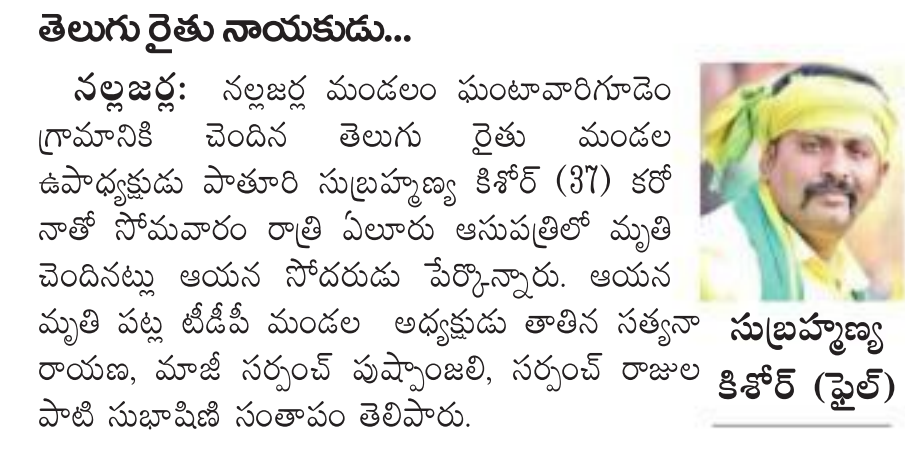 తెలుగు రైతు నాయకుడు...
నల్లజర్ల: నల్లజర్ల మండలం ఘంటావారిగూడెం
గ్రామానికి చెందిన తెలుగు రైతు మండల
ఉపాధ్యక్షుడు పాతూరి సుబ్రహ్మణ్య కిశోర్ (37) కరో
నాతో సోమవారం రాత్రి ఏలూరు ఆసుపత్రిలో మృతి
చెందినట్లు ఆయన సోదరుడు పేర్కొన్నారు. ఆయన
మృతి పట్ల టీడీపీ మండల అధ్యక్షుడు తాతిన సత్యనా
రాయణ, మాజీ సర్పంచ్ పుష్పాంజలి, సర్పంచ్ రాజుల
పాటి సుభాషిణి సంతాపం తెలిపారు.
సుబ్రహ్మణ్య
కిశోర్ (ఫైల్)